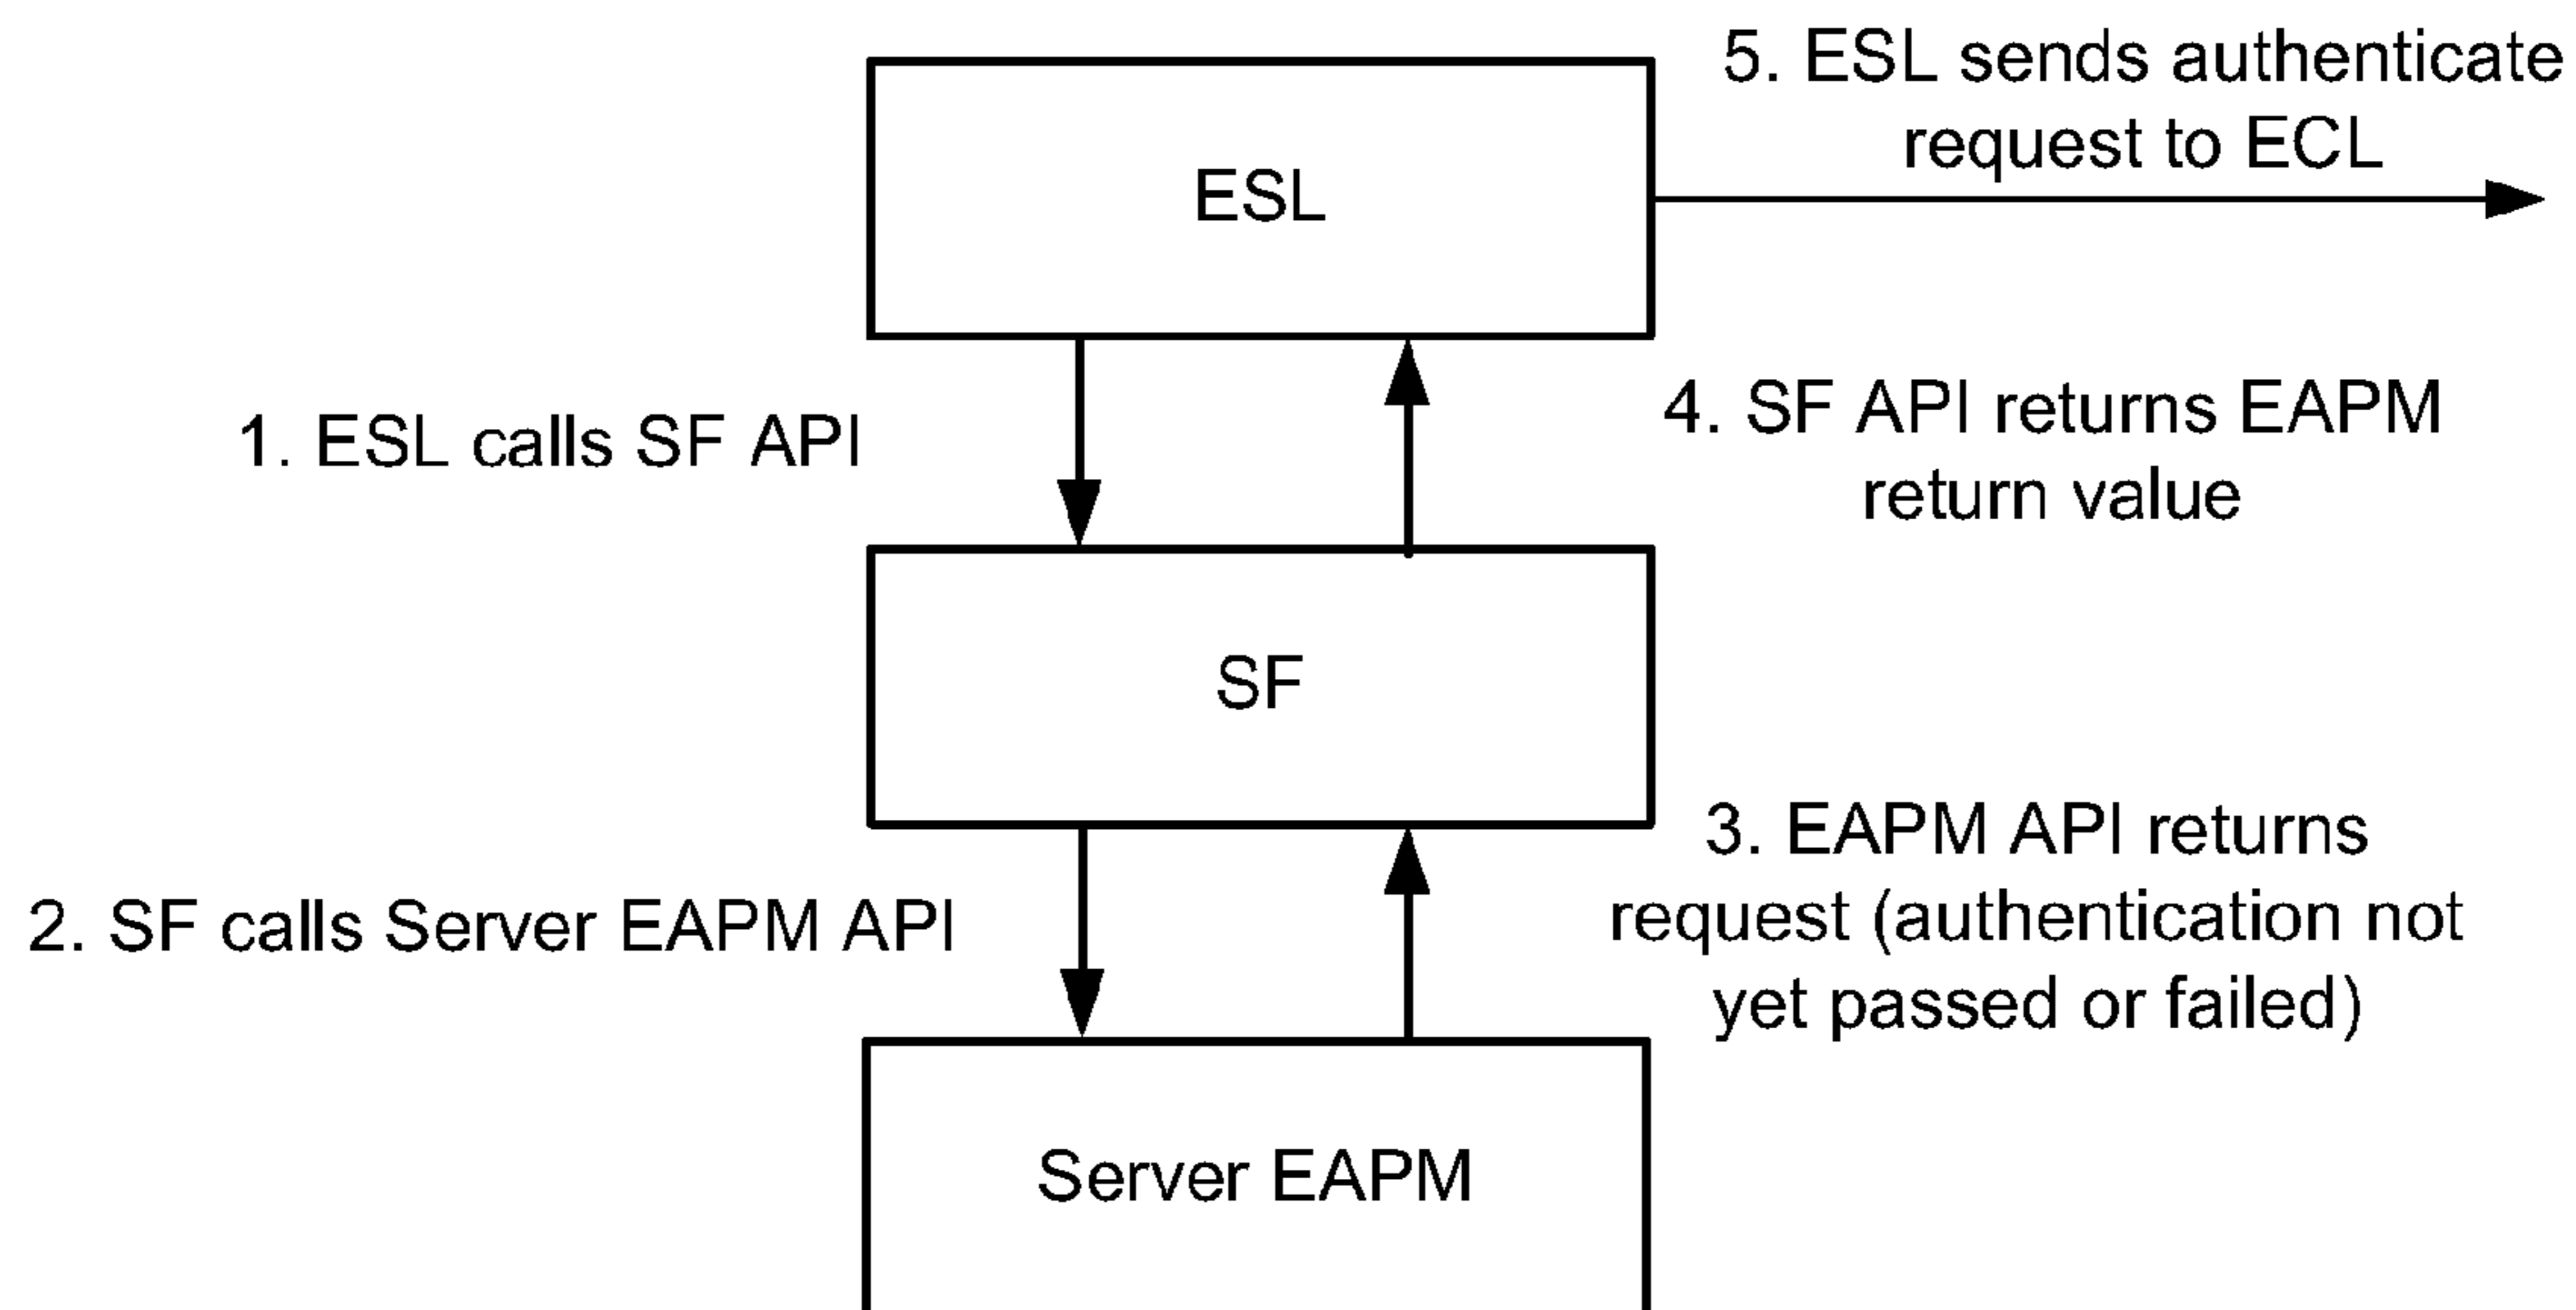 5. ESL sends authenticate
request to ECL
ESL
1. ESL calls SF API
4. SF API returns EAPM
return value
SF
2. SF calls Server EAPM API
3. EAPM API returns
request (authentication not
yet passed or failed)
Server EAPM